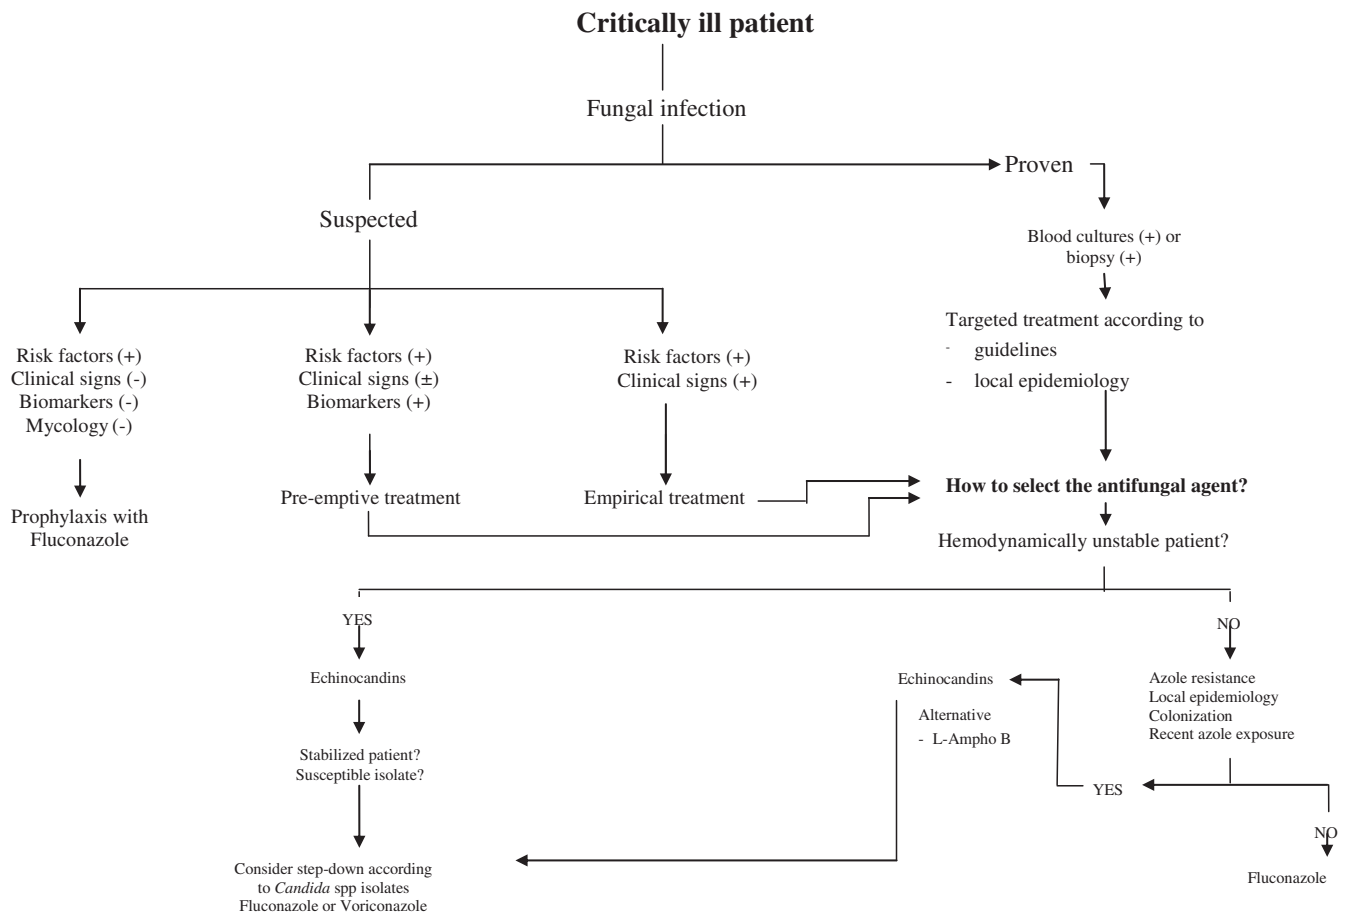 Critically ill patient
Fungal infection
Proven
Suspected
Blood cultures (+) or
biopsy (+)
Targeted treatment according to
- guidelines
- local epidemiology
Risk factors (+)
Clinical signs (-)
Biomarkers (-)
Mycology (-)
Risk factors (+)
Clinical signs (±)
Biomarkers (+)
Risk factors (+)
Clinical signs (+)
Prophylaxis with
Fluconazole
Pre-emptive treatment
Empirical treatment
How to select the antifungal agent?
Hemodynamically unstable patient?
YES
NO
Echinocandins
Stabilized patient?
Susceptible isolate?
Consider step-down according
to Candida spp isolates
Fluconazole or Voriconazole
Echinocandins
Alternative
- L-Ampho B
Azole resistance
Local epidemiology
Colonization
Recent azole exposure
YES
NO
Fluconazole